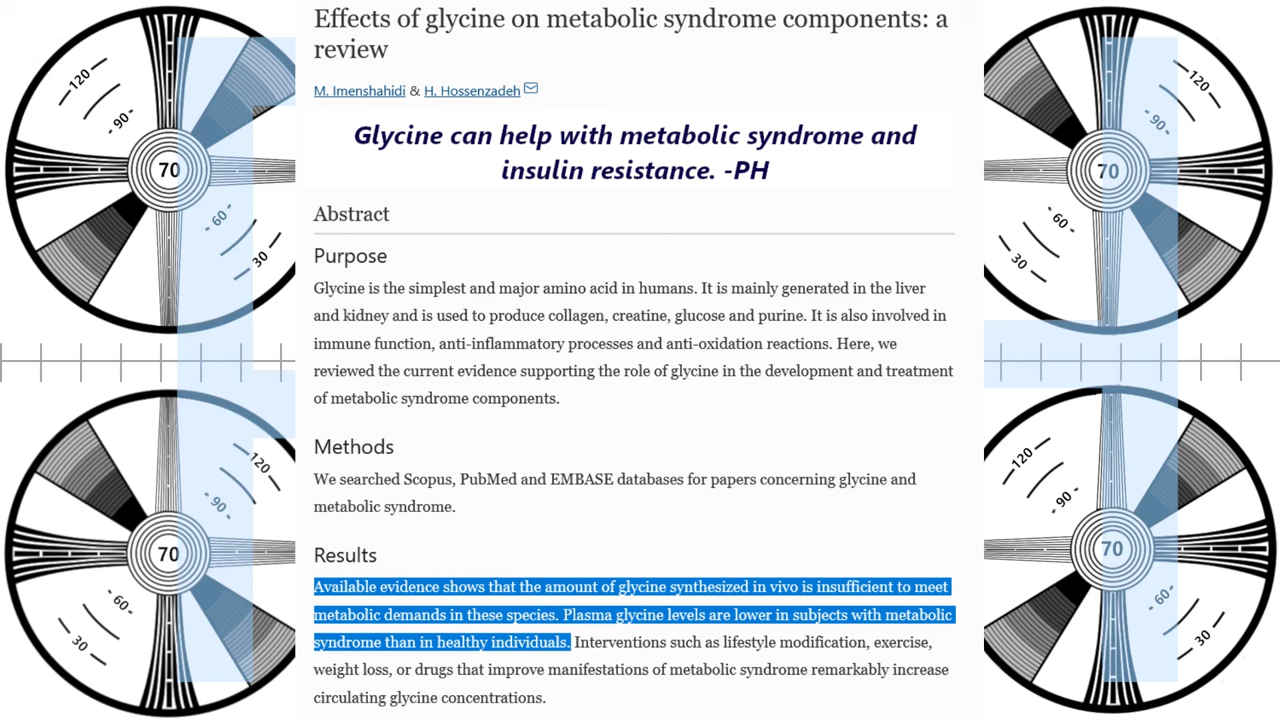 Effects of glycine on metabolic syndrome components: a
review
M. Imenshahidi & H. Hossenzadeh
Glycine can help with metabolic syndrome and
insulin resistance. -PH
Abstract
Purpose
Glycine is the simplest and major amino acid in humans. It is mainly generated in the liver
and kidney and is used to produce collagen, creatine, glucose and purine. It is also involved in
immune function, anti-inflammatory processes and anti-oxidation reactions. Here, we
reviewed the current evidence supporting the role of glycine in the development and treatment
of metabolic syndrome components.
Methods
We searched Scopus, PubMed and EMBASE databases for papers concerning glycine and
metabolic syndrome.
Results
Available evidence shows that the amount of glycine synthesized in vivo is insufficient to meet
metabolic demands in these species. Plasma glycine levels are lower in subjects with metabolic
syndrome than in healthy individuals. Interventions such as lifestyle modification, exercise,
weight loss, or drugs that improve manifestations of metabolic syndrome remarkably increase
circulating glycine concentrations.
120
- 90 -
70
- 60 -
30
120
- 90 -
70
- 60 -
30
120
- 90 -
70
- 60 -
30
120
- 90 -
70
- 60 -
30